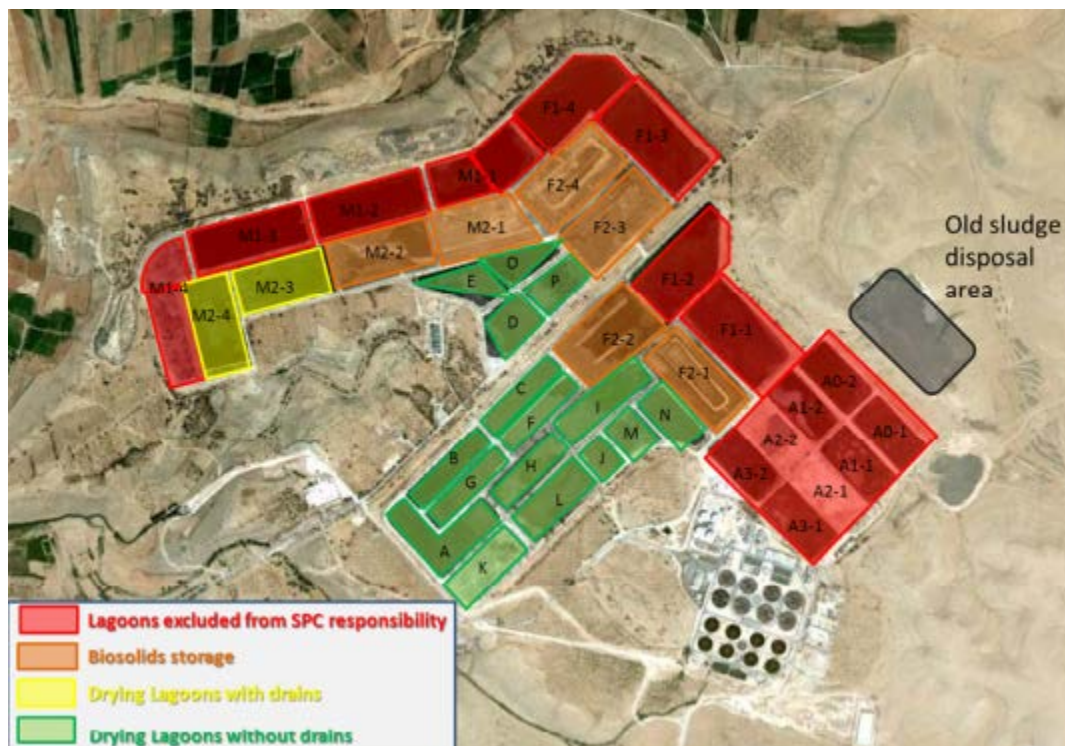 F1-4
F1-3
M1-1
M1-2
F2-4
M1-3
M2-1
F2-3
M2-2
O
E
P
M2-3
M1-4
M2-4
D
F1-2
Old sludge
disposal
area
F2-2
F1-1
F2-1
A0-2
C
I
A1-2
N
F
M
A2-2
A0-1
B
H
J
A3-2
A1-1
G
A2-1
L
A3-1
A
K
Lagoons excluded from SPC responsibility
Biosolids storage
Drying Lagoons with drains
Drying Lagoons without drains